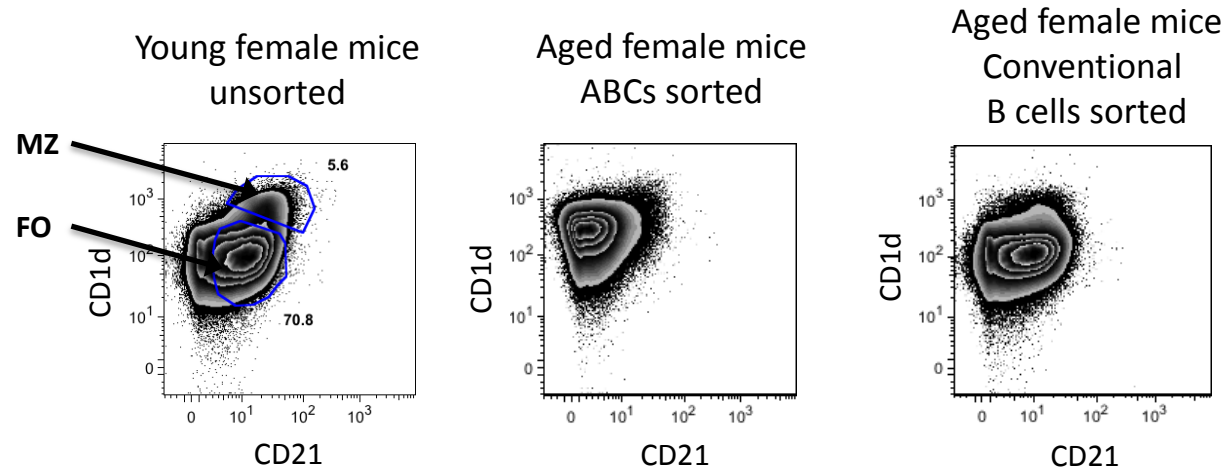 Young female mice
unsorted
MZ
FO
5.6
70.8
10³
10²
10¹
0
CD1d
0 10¹ 10² 10³
CD21
Aged female mice
ABCs sorted
10³
10²
10¹
0
CD1d
0 10¹ 10² 10³
CD21
Aged female mice
Conventional
B cells sorted
10³
10²
10¹
0
CD1d
0 10¹ 10² 10³
CD21